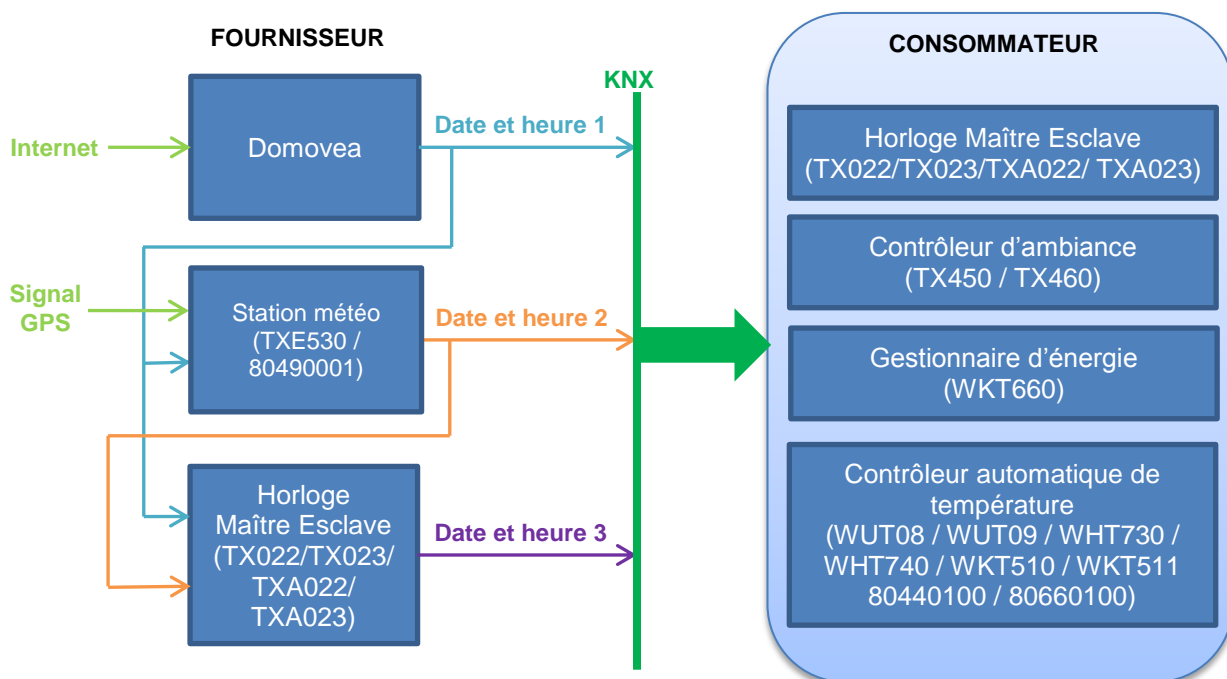 FOURNISSEUR
Internet
Domovea
Date et heure 1
KNX
Signal
GPS
Station météo
(TXE530 /
80490001)
Date et heure 2
Horloge
Maître Esclave
(TX022/TX023/
TXA022/
TXA023)
Date et heure 3
CONSOMMATEUR
Horloge Maître Esclave
(TX022/TX023/TXA022/ TXA023)
Contrôleur d’ambiance
(TX450 / TX460)
Gestionnaire d’énergie
(WKT660)
Contrôleur automatique de
température
(WUT08 / WUT09 / WHT730 /
WHT740 / WKT510 / WKT511
80440100 / 80660100)